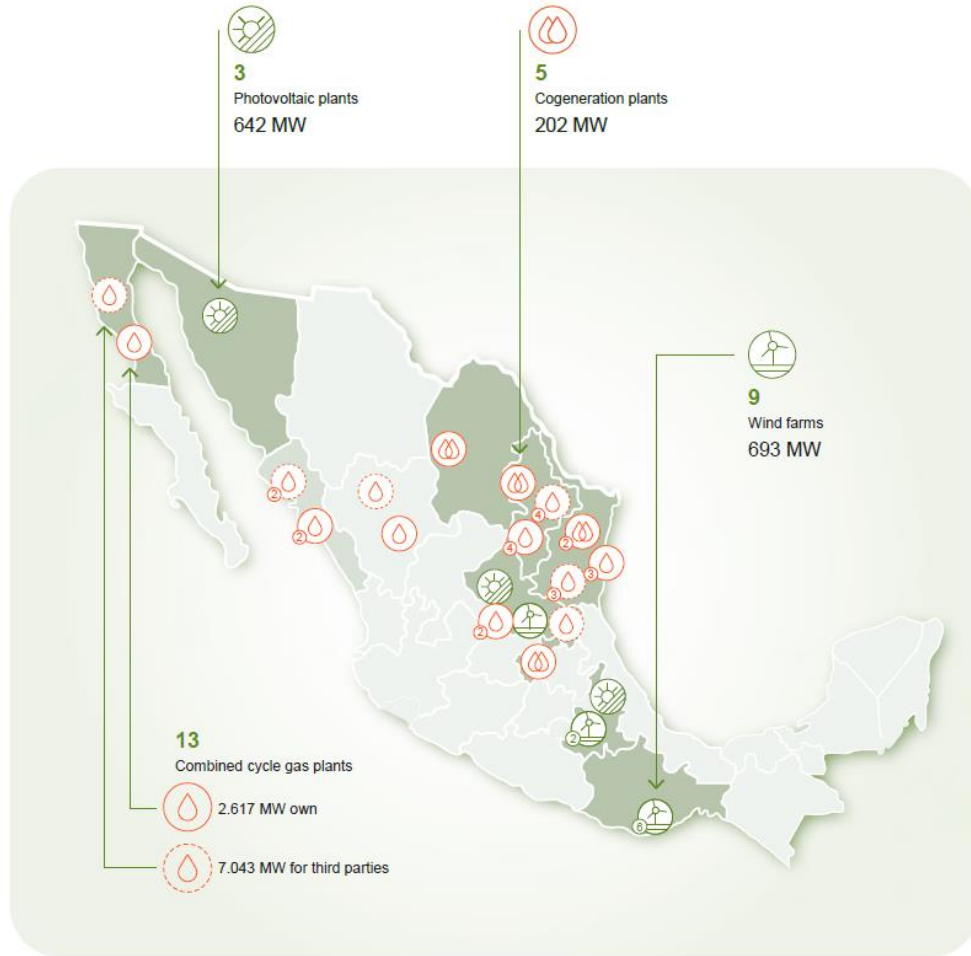 3
Photovoltaic plants
642 MW
5
Cogeneration plants
202 MW
9
Wind farms
693 MW
2
2
4
4
2
3
3
2
2
6
13
Combined cycle gas plants
2.617 MW own
7.043 MW for third parties